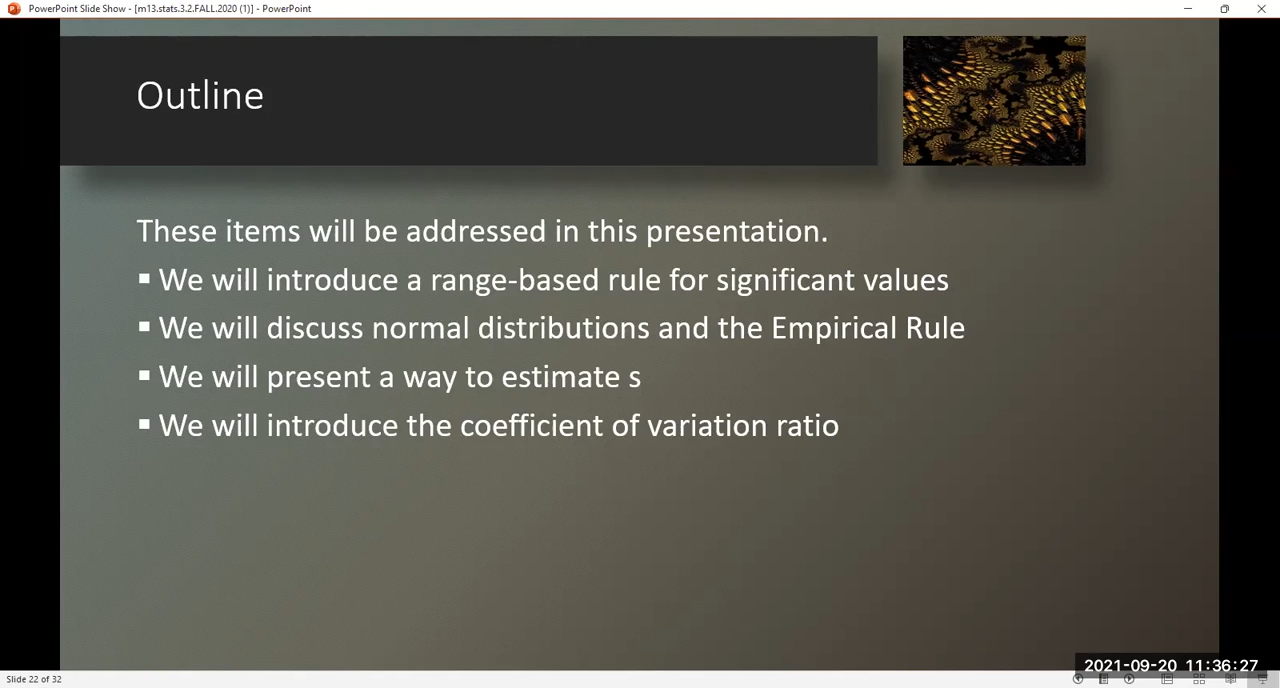 PowerPoint Slide Show - [m13.stats.3.2.FALL.2020 (1)] - PowerPoint
Outline
These items will be addressed in this presentation.
▪ We will introduce a range-based rule for significant values
▪ We will discuss normal distributions and the Empirical Rule
▪ We will present a way to estimate s
▪ We will introduce the coefficient of variation ratio
2021-09-20 11:36:27
Slide 22 of 32